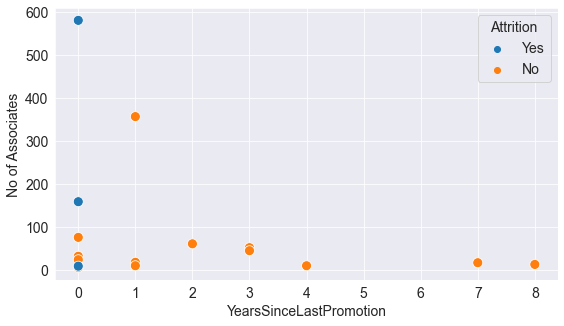 Attrition
Yes
No
No of Associates
600
500
400
300
200
100
0
0 1 2 3 4 5 6 7 8
YearsSinceLastPromotion